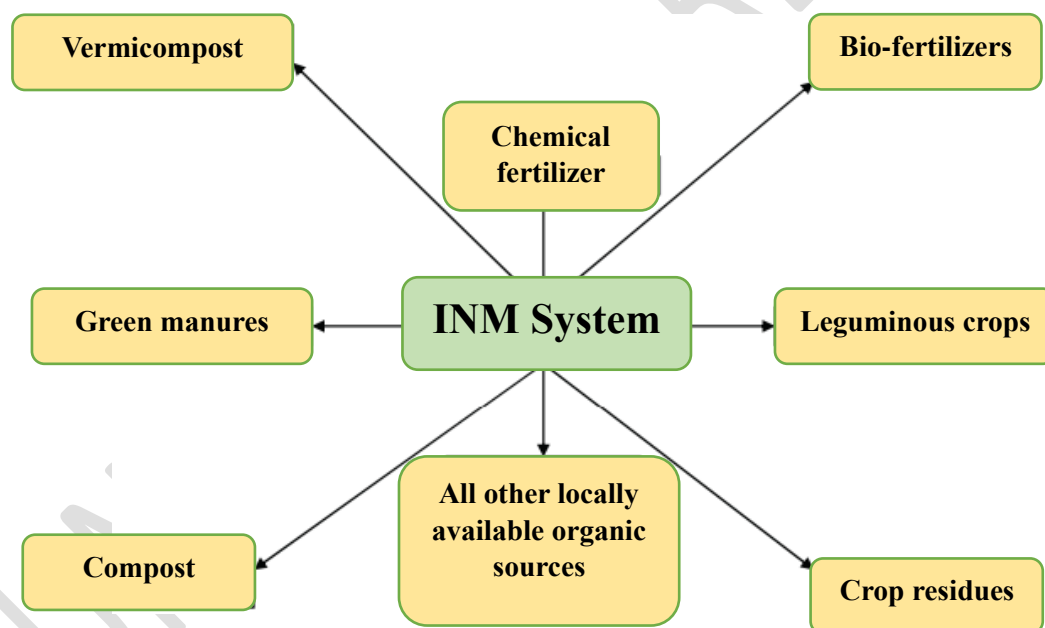 Vermicompost
Bio-fertilizers
Chemical
fertilizer
Green manures
INM System
Leguminous crops
Compost
All other locally
available organic
sources
Crop residues